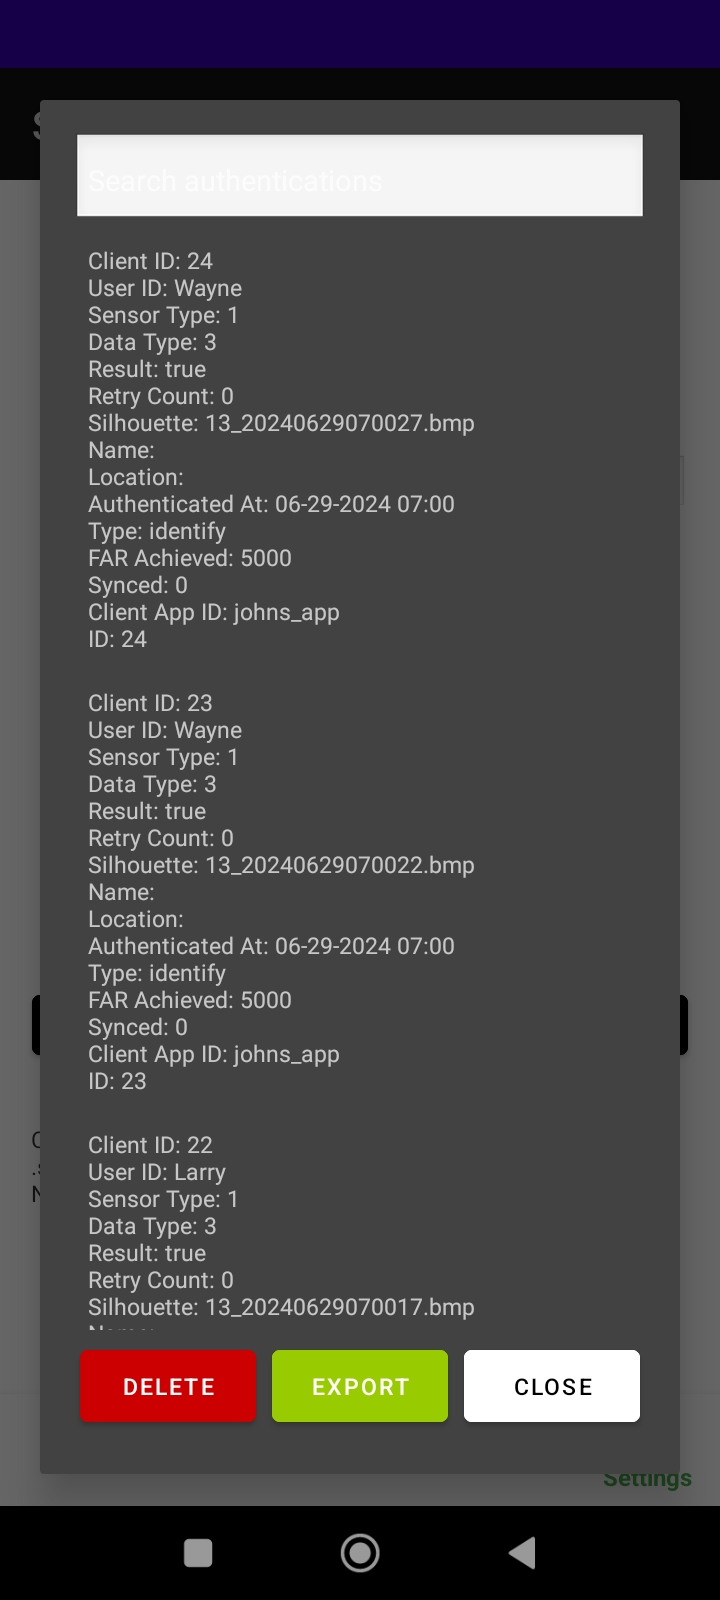 Search authentications
Client ID: 24
User ID: Wayne
Sensor Type: 1
Data Type: 3
Result: true
Retry Count: 0
Silhouette: 13_20240629070027.bmp
Name:
Location:
Authenticated At: 06-29-2024 07:00
Type: identify
FAR Achieved: 5000
Synced: 0
Client App ID: johns_app
ID: 24
Client ID: 23
User ID: Wayne
Sensor Type: 1
Data Type: 3
Result: true
Retry Count: 0
Silhouette: 13_20240629070022.bmp
Name:
Location:
Authenticated At: 06-29-2024 07:00
Type: identify
FAR Achieved: 5000
Synced: 0
Client App ID: johns_app
ID: 23
Client ID: 22
User ID: Larry
Sensor Type: 1
Data Type: 3
Result: true
Retry Count: 0
Silhouette: 13_20240629070017.bmp
DELETE EXPORT CLOSE
Settings